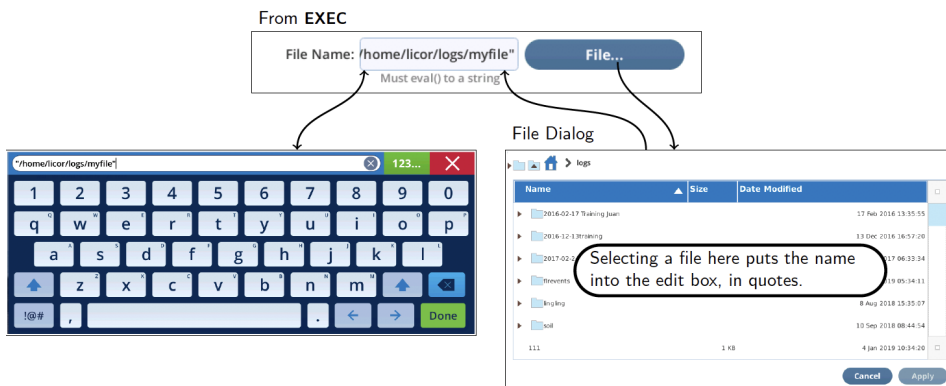 From EXEC
File Name: /home/licor/logs/myfile" File...
Must eval() to a string
"/home/licor/logs/myfile" 123...
1 2 3 4 5 6 7 8 9 0
q w e r t y u i o p
a s d f g h j k l
z x c v b n m
!@# , . Done
File Dialog
logs
Name Size Date Modified
2016-02-17 Training Juan 17 Feb 2016 13:35:55
2016-12-13training 13 Dec 2016 16:57:20
2017-02-2 2017 06:33:34
Selecting a file here puts the name
into the edit box, in quotes.
firevents 2019 05:34:11
lingling 8 Aug 2018 15:35:07
soil 10 Sep 2018 08:44:54
111 1 KB 4 Jan 2019 10:34:20
Cancel Apply